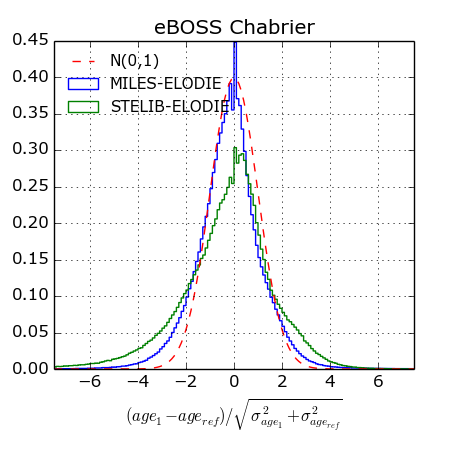 eBOSS Chabrier
0.45
0.40
0.35
0.30
0.25
0.20
0.15
0.10
0.05
0.00
N(0,1)
MILES-ELODIE
STELIB-ELODIE
−6 −4 −2 0 2 4 6
(age₁−age_ref)/√σ²_age₁+σ²_age_ref